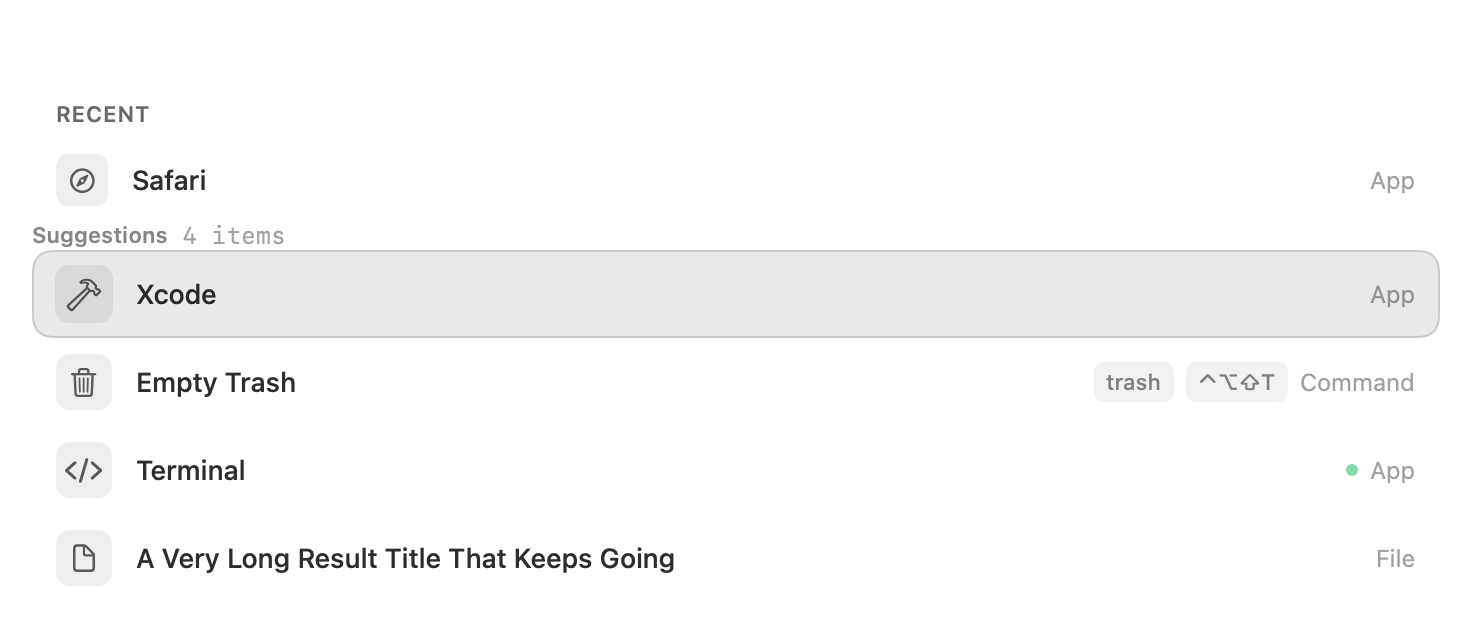 RECENT
Safari App
Suggestions 4 items
Xcode App
Empty Trash trash ^⌥⇧T Command
Terminal App
A Very Long Result Title That Keeps Going File